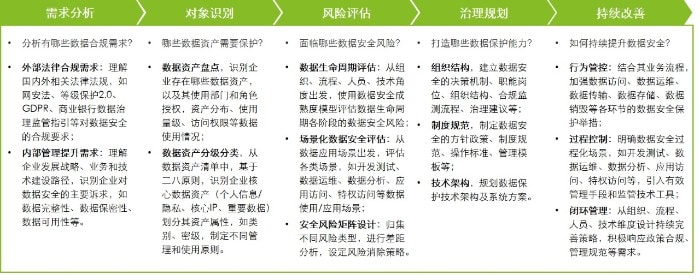 需求分析
对象识别
风险评估
治理规划
持续改善
？ 分析有哪些数据合规需求？
• 外部法律合规需求：理解
国内外相关法律法规，如
网安法、等级保护2.0、
GDPR、商业银行数据治
理监管指引等对数据安全
的合规要求；
• 内部管理提升需求：理解
企业发展战略、业务和技
术建设路径，识别企业对
数据安全的主要诉求，如
数据完整性、数据保密性、
数据可用性等。
？ 哪些数据资产需要保护？
• 数据资产盘点，识别企
业存在哪些数据资产，
以及其使用部门和角色
授权，资产分布、使用
量级、访问权限等数据
使用情况；
• 数据资产分级分类，从
数据资产清单中，基于
二八原则，识别企业核
心数据资产（个人信息/
隐私、核心IP、重要数据）
划分其资产属性，如类
别、密级，制定不同管
理和使用原则。
？ 面临哪些数据安全风险？
• 数据生命周期评估：从组
织、流程、人员、技术角
度出发，使用数据安全成
熟度模型评估数据生命周
期各阶段的数据安全风险；
• 场景化数据安全评估：从
数据应用场景出发，评估
各类场景，如开发测试、
数据运维、数据分析、应
用访问、特权访问等数据
使用/应用场景；
• 安全风险矩阵设计：归集
不同风险类型，进行差距
分析，设定风险消除策略。
？ 打造哪些数据保护能力？
• 组织结构，建立数据安
全的决策机制、职能岗
位、组织结构、合规监
测流程、治理建议等；
• 制度规范，制定数据安
全的方针政策、制度规
范、操作标准、管理模
板等；
• 技术架构，规划数据保
护技术架构及系统方案。
？ 如何持续提升数据安全？
• 行为管控：结合其业务流程，
加强数据访问、数据运维、
数据传输、数据存储、数据
销毁等各环节的数据安全保
护举措；
• 过程控制：明确数据安全过
程化场景，如开发测试、数
据运维、数据分析、应用访
问、特权访问等，引入有效
管理手段和监管技术工具；
• 闭环管理：从组织、流程、
人员、技术维度设计持续完
善策略，积极响应政策合规、
管理规范等需求。